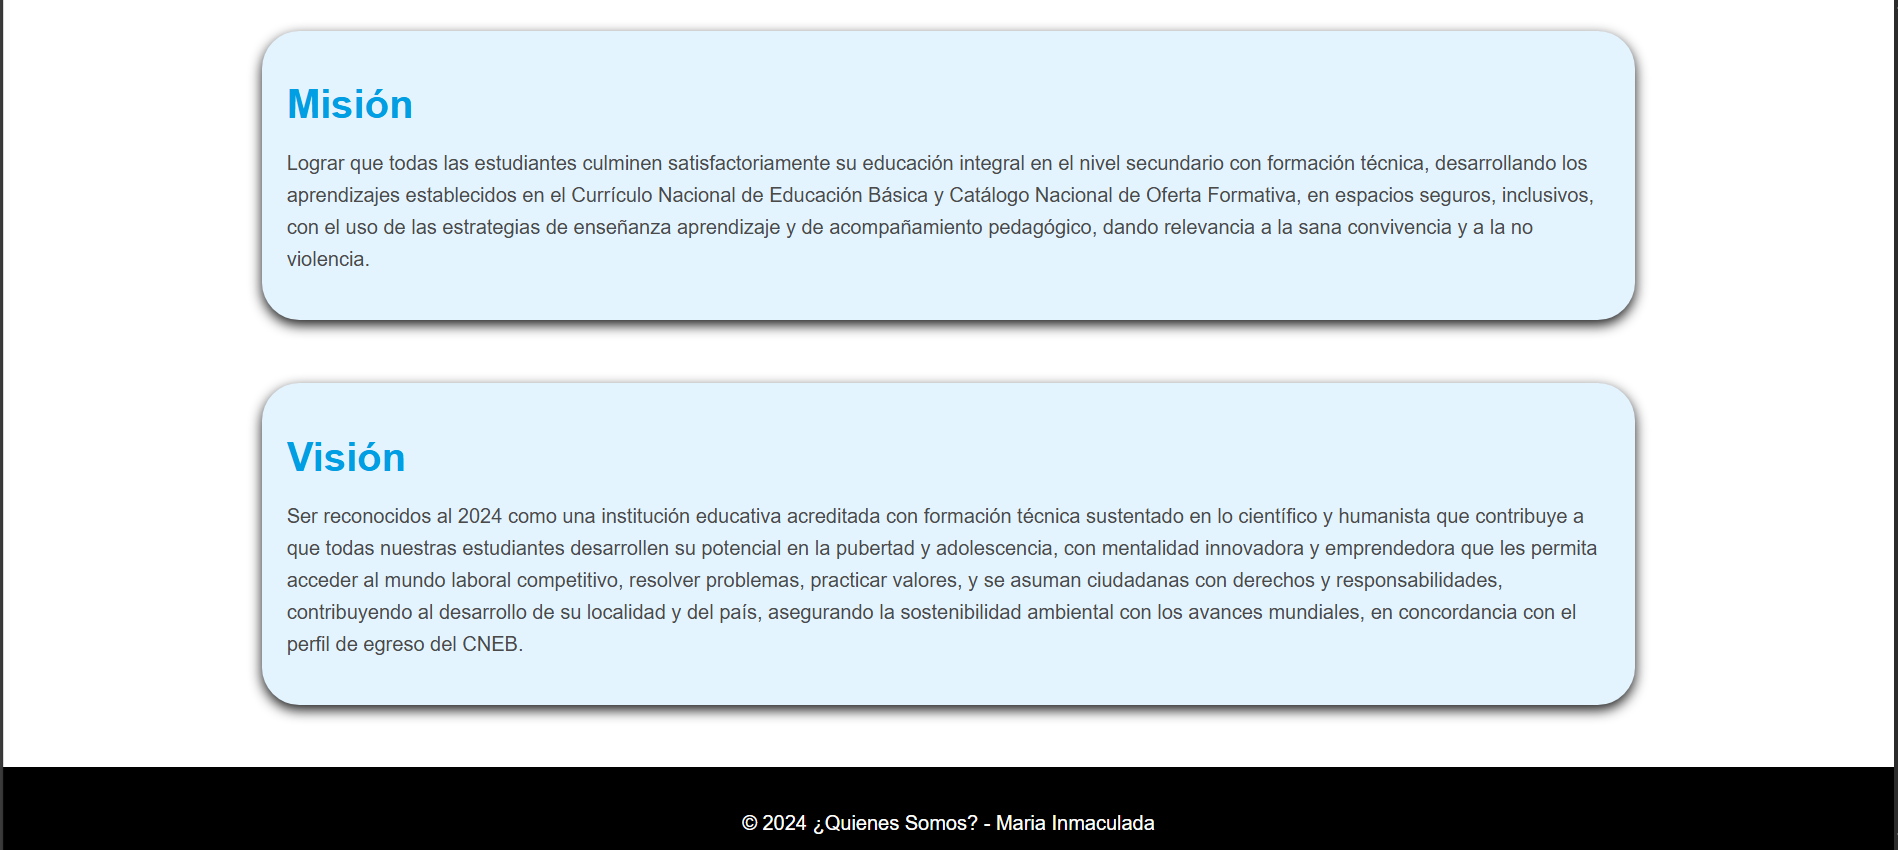 Misión
Lograr que todas las estudiantes culminen satisfactoriamente su educación integral en el nivel secundario con formación técnica, desarrollando los
aprendizajes establecidos en el Currículo Nacional de Educación Básica y Catálogo Nacional de Oferta Formativa, en espacios seguros, inclusivos,
con el uso de las estrategias de enseñanza aprendizaje y de acompañamiento pedagógico, dando relevancia a la sana convivencia y a la no
violencia.
Visión
Ser reconocidos al 2024 como una institución educativa acreditada con formación técnica sustentado en lo científico y humanista que contribuye a
que todas nuestras estudiantes desarrollen su potencial en la pubertad y adolescencia, con mentalidad innovadora y emprendedora que les permita
acceder al mundo laboral competitivo, resolver problemas, practicar valores, y se asuman ciudadanas con derechos y responsabilidades,
contribuyendo al desarrollo de su localidad y del país, asegurando la sostenibilidad ambiental con los avances mundiales, en concordancia con el
perfil de egreso del CNEB.
© 2024 ¿Quienes Somos? - Maria Inmaculada